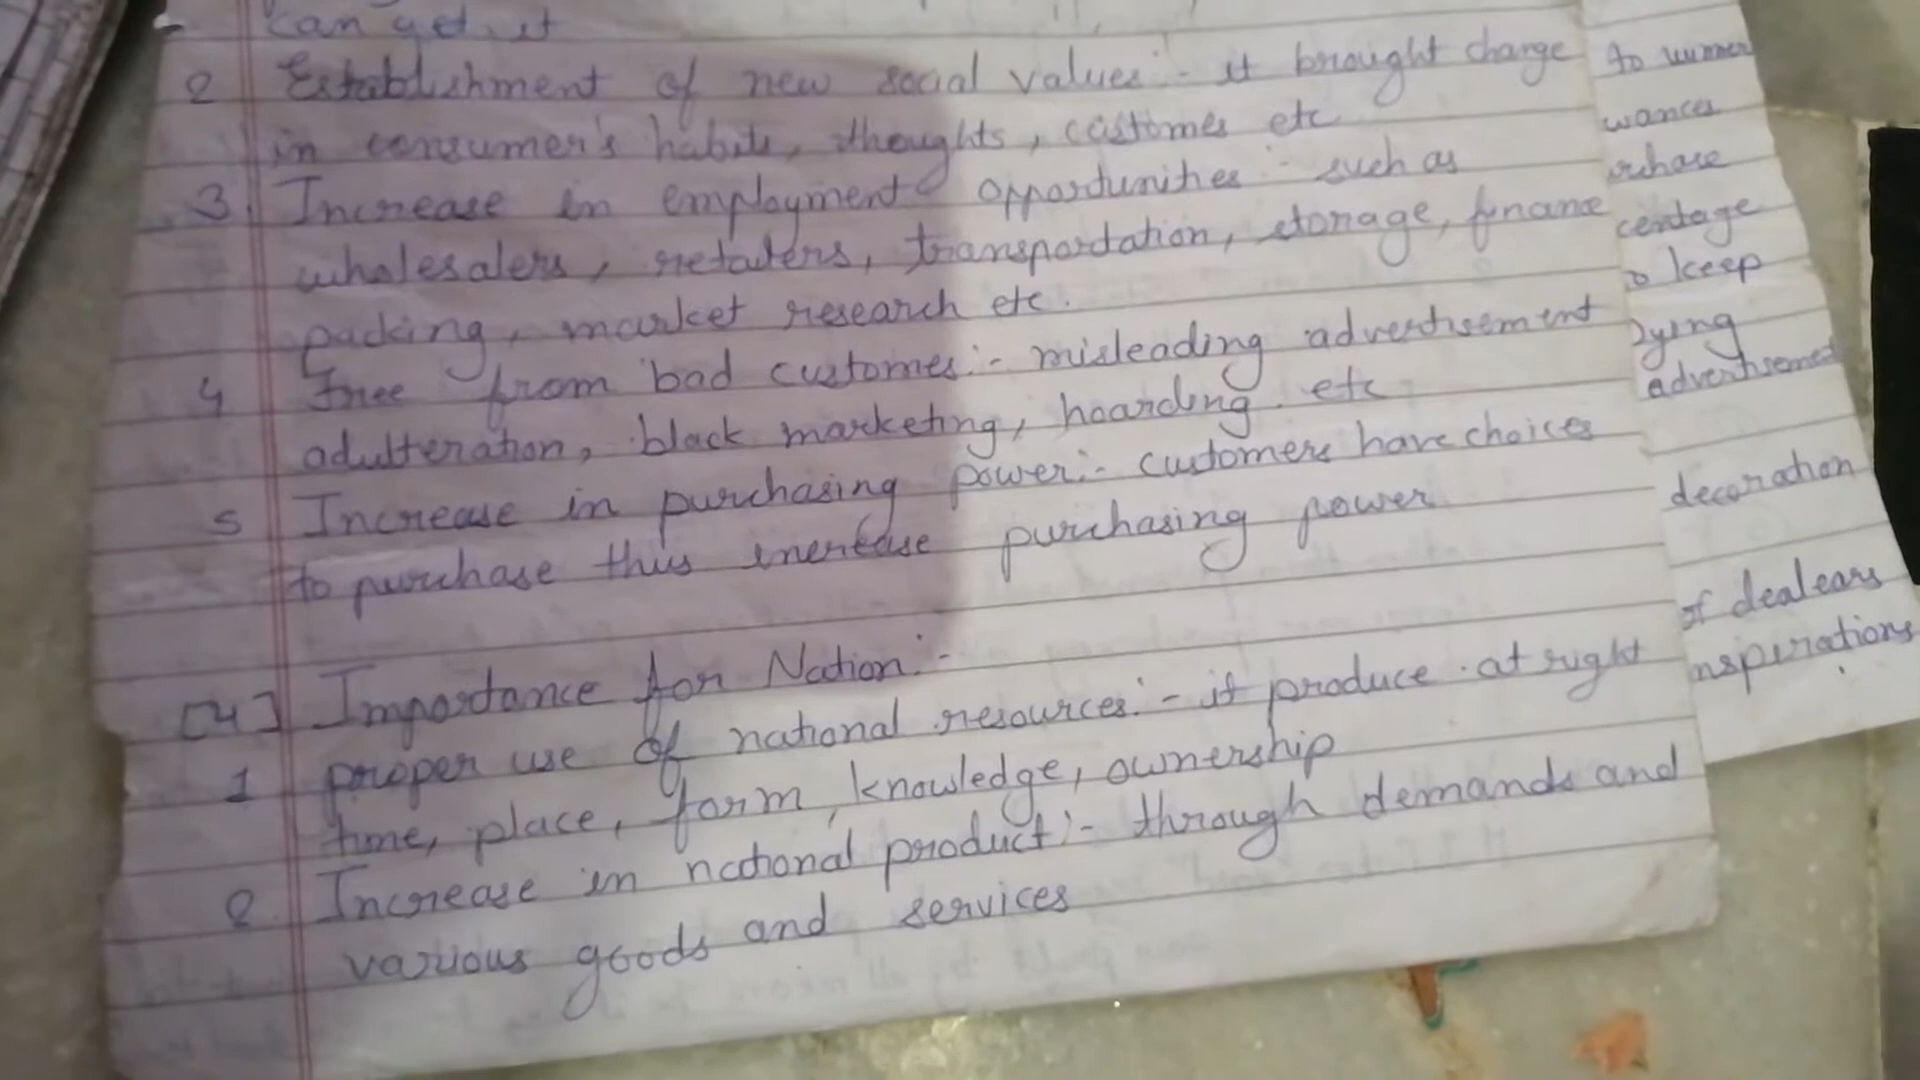 can get it
2 Establishment of new social values:- it brought change
in consumer's habits, thoughts, customes etc
3 Increase in employment opportunities:- such as
wholesalers, retailers, transportation, storage, finance
packing, market research etc.
4 Free from bad customes:- misleading advertisement
adulteration, black marketing, hoarding etc
5 Increase in purchasing power:- customers have choices
to purchase thus increase purchasing power
[4] Importance for Nation:-
1 proper use of national resources:- it produce at right
time, place, form, knowledge, ownership
2 Increase in national product:- through demands and
various goods and services
to
wances
rchase
centage
o keep
ying
advertisement
decoration
of dealears
nspirations